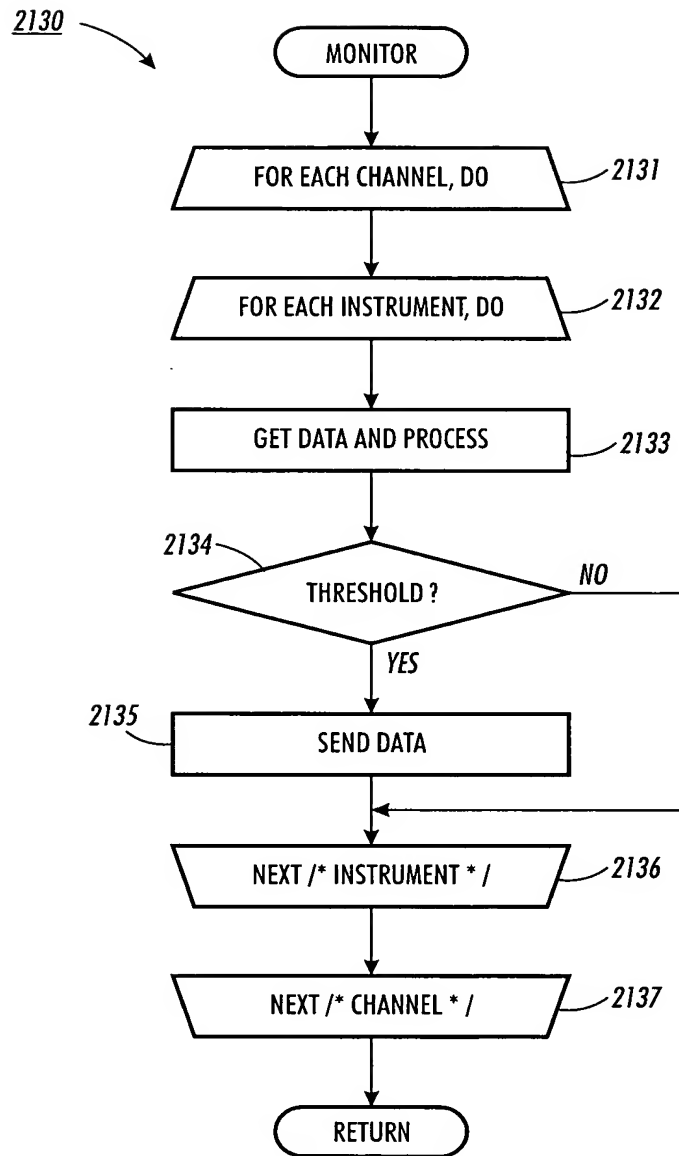 2130
MONITOR
FOR EACH CHANNEL, DO
2131
FOR EACH INSTRUMENT, DO
2132
GET DATA AND PROCESS
2133
2134
THRESHOLD ?
NO
YES
2135
SEND DATA
NEXT /* INSTRUMENT * /
2136
NEXT /* CHANNEL * /
2137
RETURN